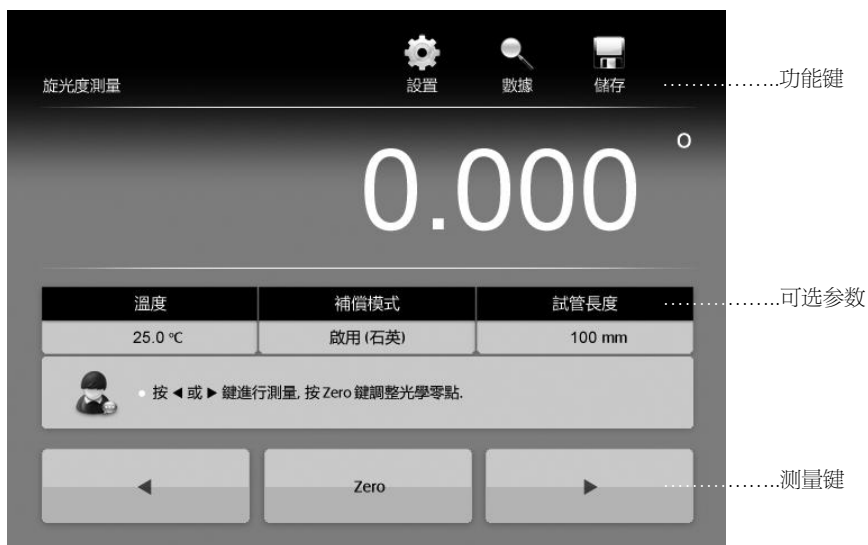 設置 數據 儲存
旋光度測量 ……………..功能键
0.000 °
溫度 補償模式 試管長度 ……………..可选参数
25.0 ℃ 啟用 (石英) 100 mm
按 ◀ 或 ▶ 鍵進行測量, 按 Zero 鍵調整光學零點.
◀ Zero ▶ ……………..测量键